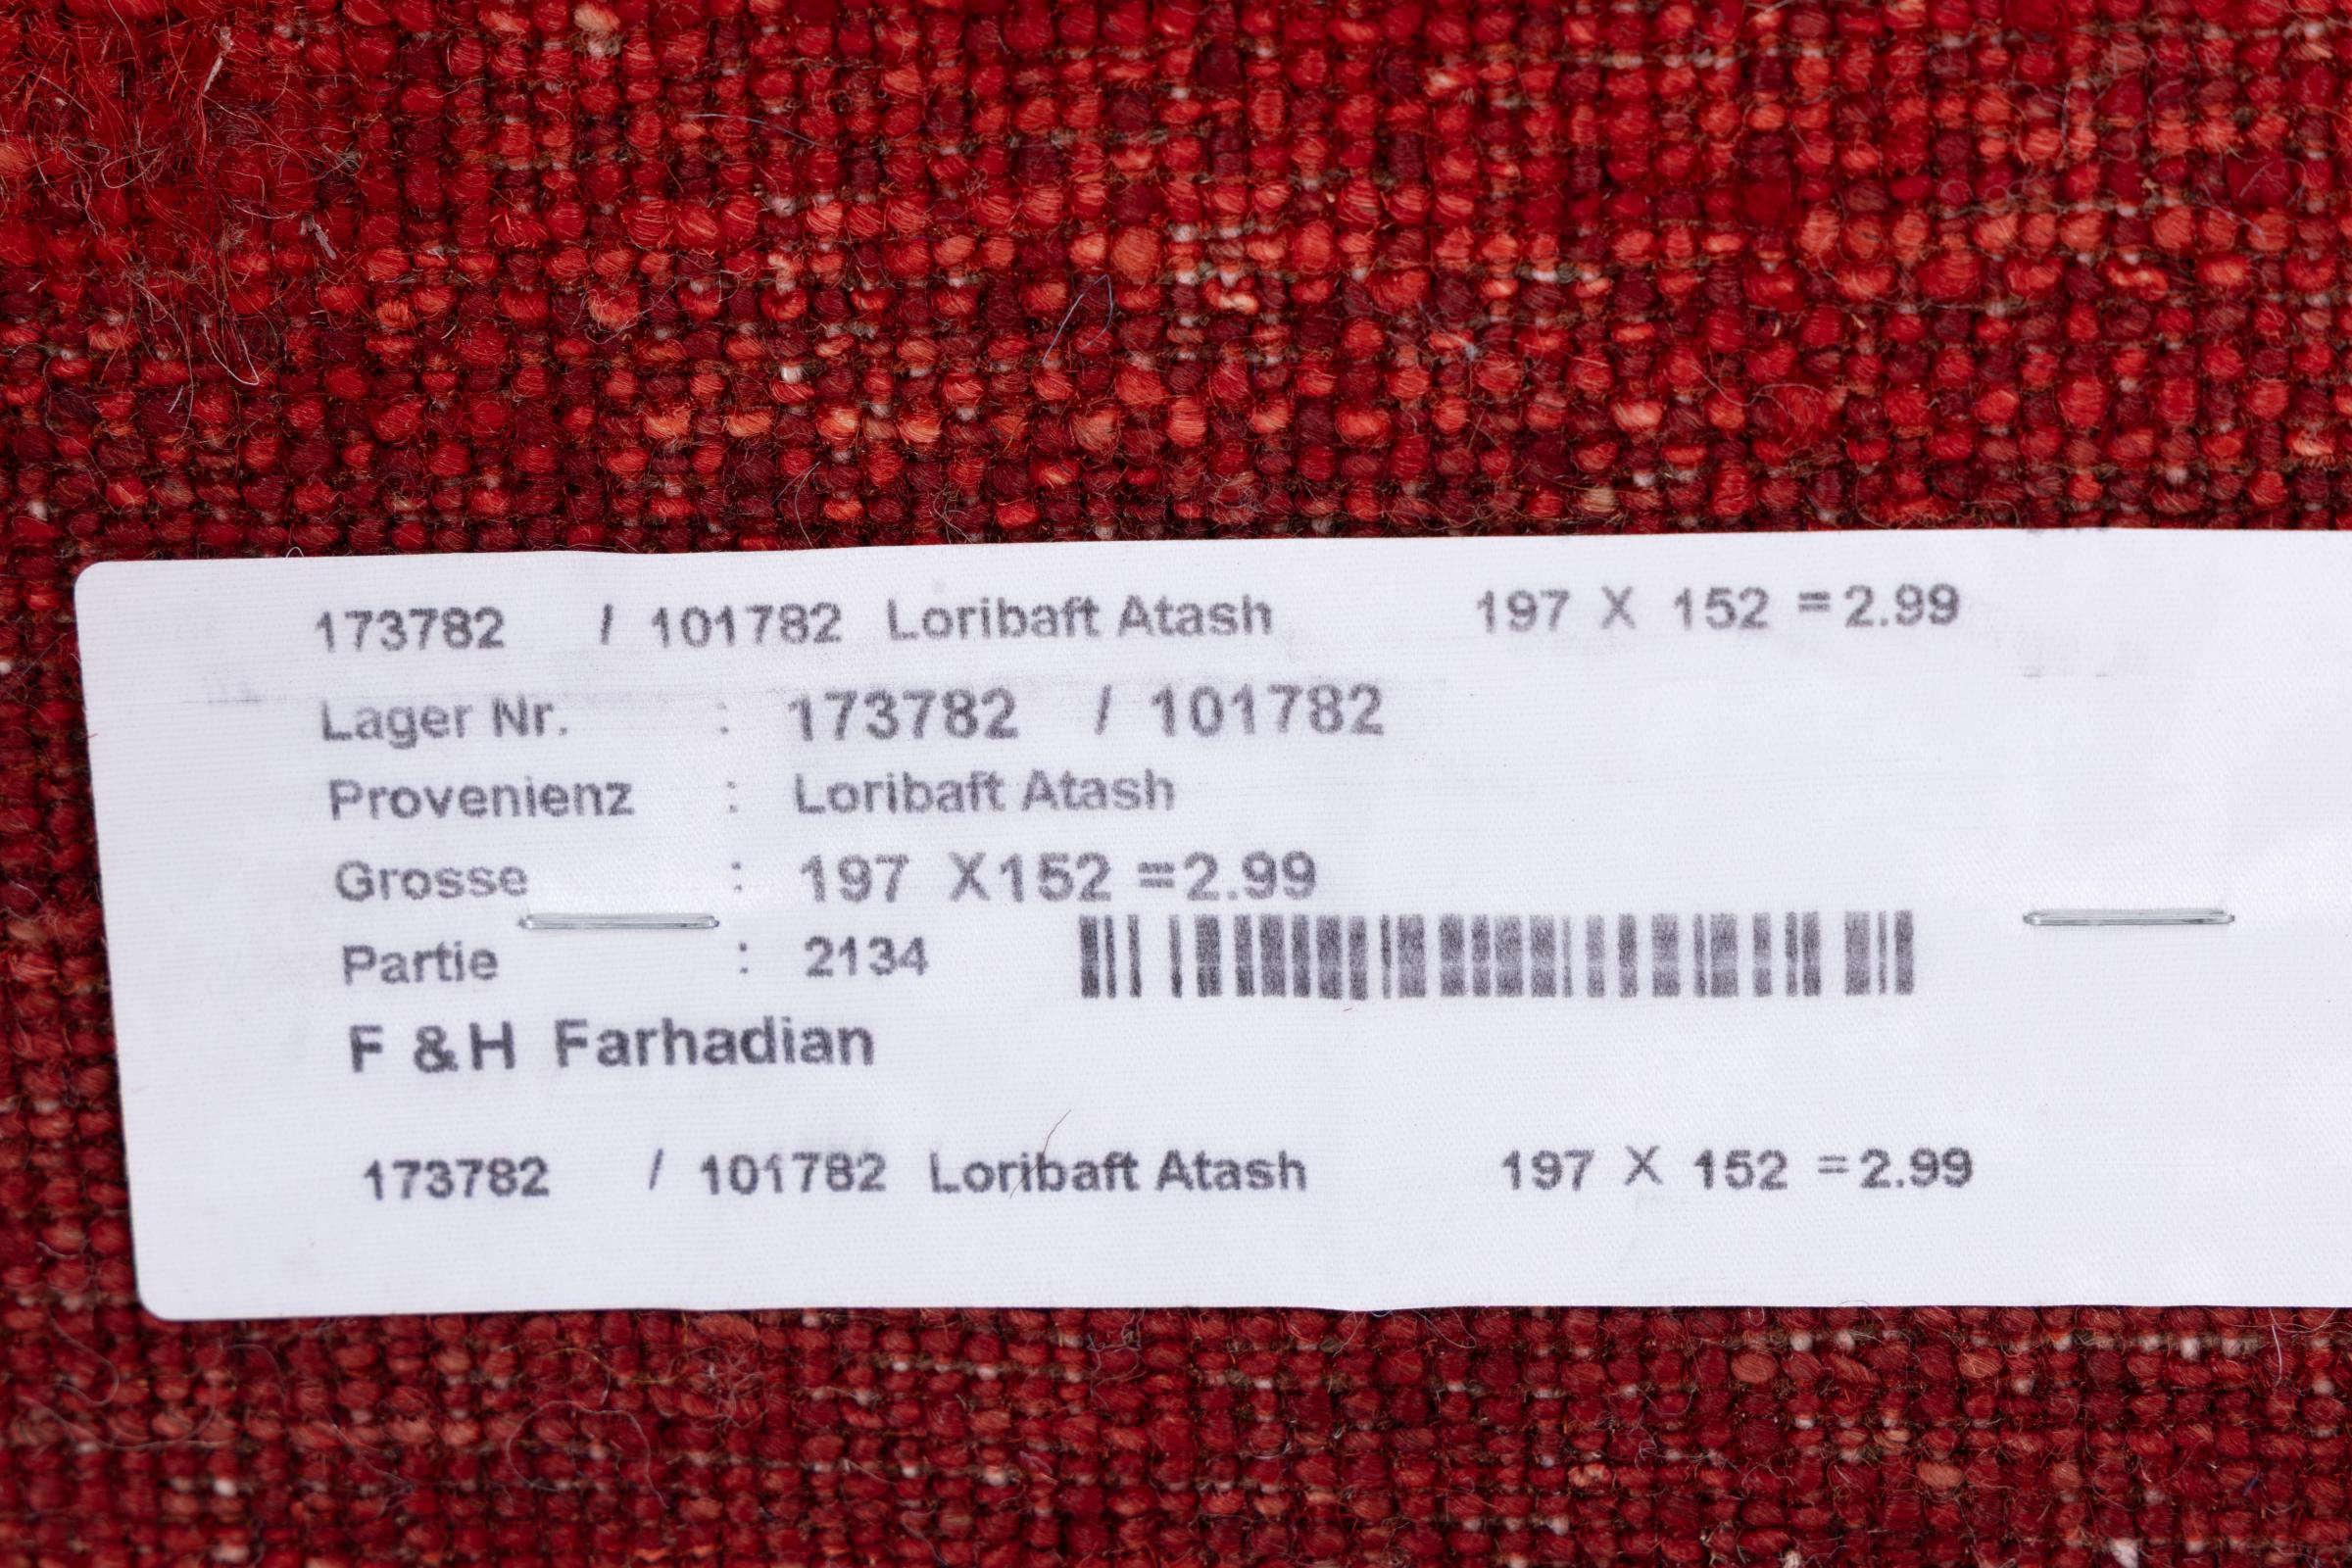 173782 / 101782 Loribaft Atash 197 X 152 =2.99
Lager Nr. : 173782 / 101782
Provenienz : Loribaft Atash
Grosse : 197 X152 =2.99
Partie : 2134
F &H Farhadian
173782 / 101782 Loribaft Atash 197 X 152 =2.99